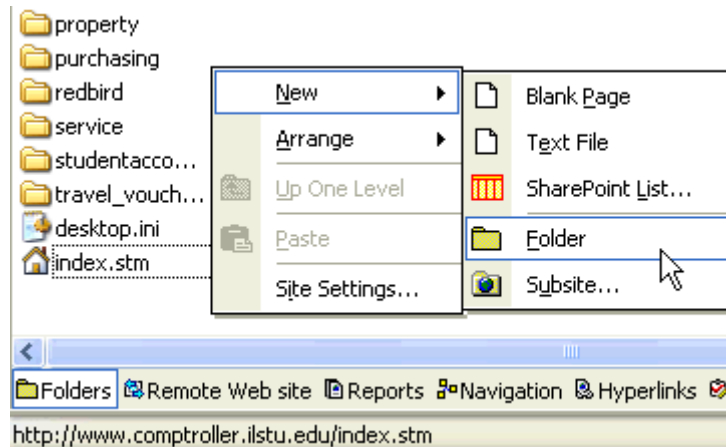 property
purchasing
redbird
service
studentacco...
travel_vouch...
desktop.ini
index.stm
New
Arrange
Up One Level
Paste
Site Settings...
Blank Page
Text File
SharePoint List...
Folder
Subsite...
Folders Remote Web site Reports Navigation Hyperlinks
http://www.comptroller.ilstu.edu/index.stm